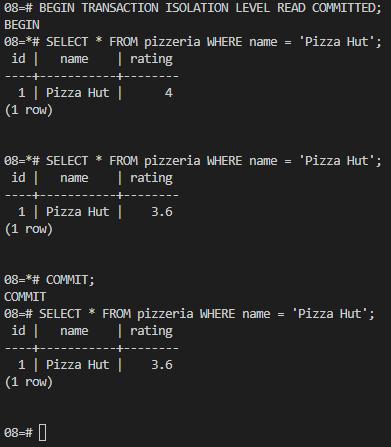 08=# BEGIN TRANSACTION ISOLATION LEVEL READ COMMITTED;
BEGIN
08=*# SELECT * FROM pizzeria WHERE name = 'Pizza Hut';
 id |   name    | rating
----+-----------+--------
  1 | Pizza Hut |      4
(1 row)

08=*# SELECT * FROM pizzeria WHERE name = 'Pizza Hut';
 id |   name    | rating
----+-----------+--------
  1 | Pizza Hut |    3.6
(1 row)

08=*# COMMIT;
COMMIT
08=# SELECT * FROM pizzeria WHERE name = 'Pizza Hut';
 id |   name    | rating
----+-----------+--------
  1 | Pizza Hut |    3.6
(1 row)

08=#